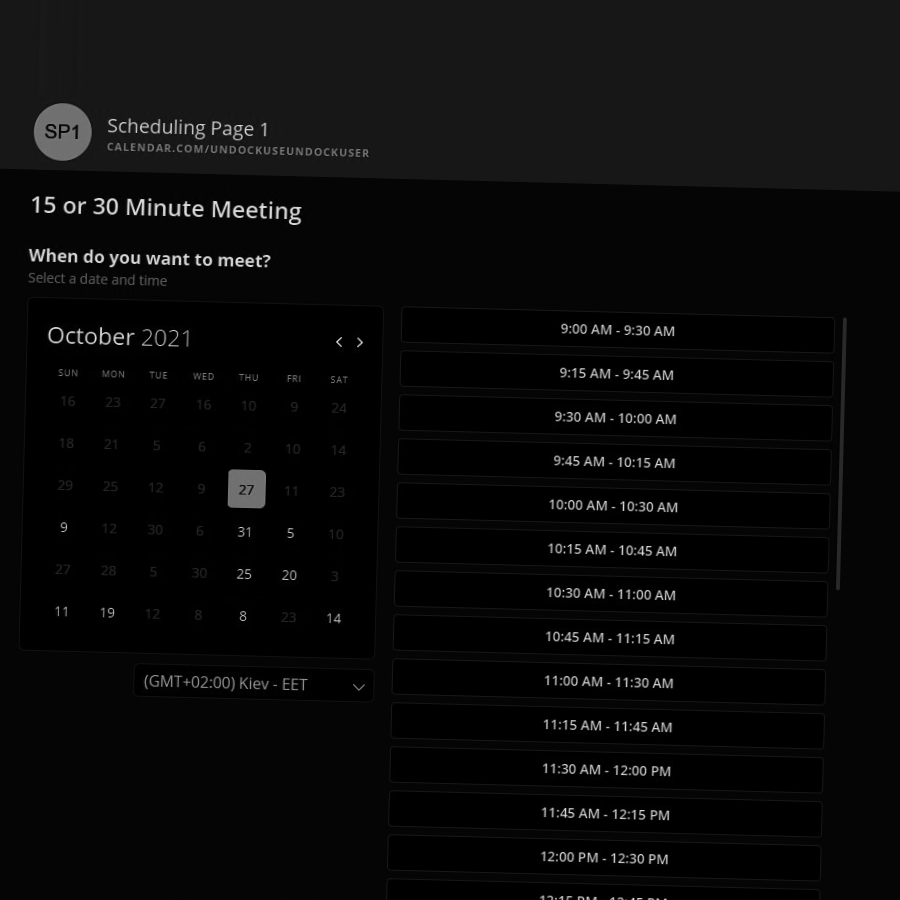 SP1
Scheduling Page 1
CALENDAR.COM/UNDOCKUSEUNDOCKUSER
15 or 30 Minute Meeting
When do you want to meet?
Select a date and time
October 2021
SUN MON TUE WED THU FRI SAT
16 23 27 16 10 9 24
18 21 5 6 2 10 14
29 25 12 9 27 11 23
9 12 30 6 31 5 10
27 28 5 30 25 20 3
11 19 12 8 8 23 14
(GMT+02:00) Kiev - EET
9:00 AM - 9:30 AM
9:15 AM - 9:45 AM
9:30 AM - 10:00 AM
9:45 AM - 10:15 AM
10:00 AM - 10:30 AM
10:15 AM - 10:45 AM
10:30 AM - 11:00 AM
10:45 AM - 11:15 AM
11:00 AM - 11:30 AM
11:15 AM - 11:45 AM
11:30 AM - 12:00 PM
11:45 AM - 12:15 PM
12:00 PM - 12:30 PM
12:15 PM - 12:45 PM